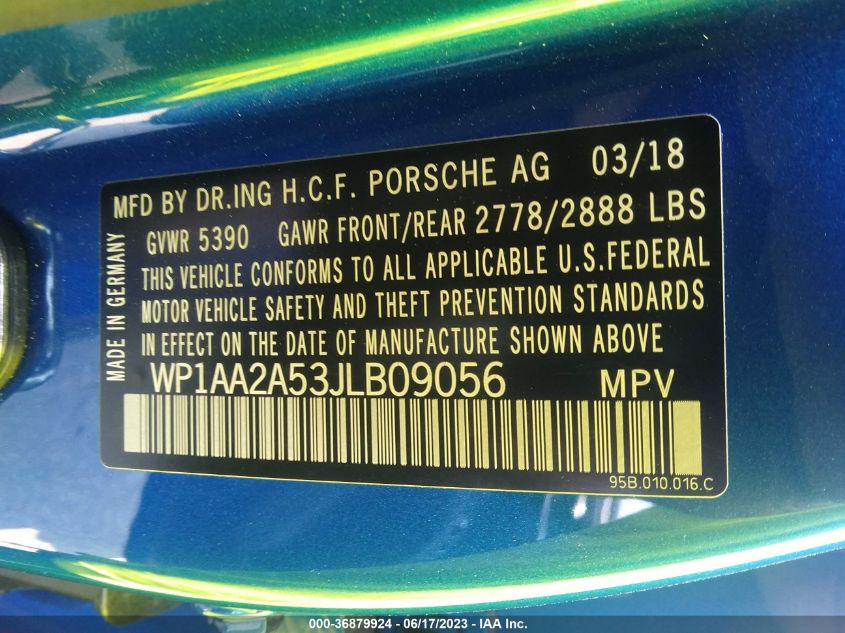 MFD BY DR.ING H.C.F. PORSCHE AG 03/18
GVWR 5390 GAWR FRONT/REAR 2778/2888 LBS
THIS VEHICLE CONFORMS TO ALL APPLICABLE U.S.FEDERAL
MOTOR VEHICLE SAFETY AND THEFT PREVENTION STANDARDS
IN EFFECT ON THE DATE OF MANUFACTURE SHOWN ABOVE
MADE IN GERMANY
WP1AA2A53JLB09056 MPV
95B.010.016.C
000-36879924 - 06/17/2023 - IAA Inc.